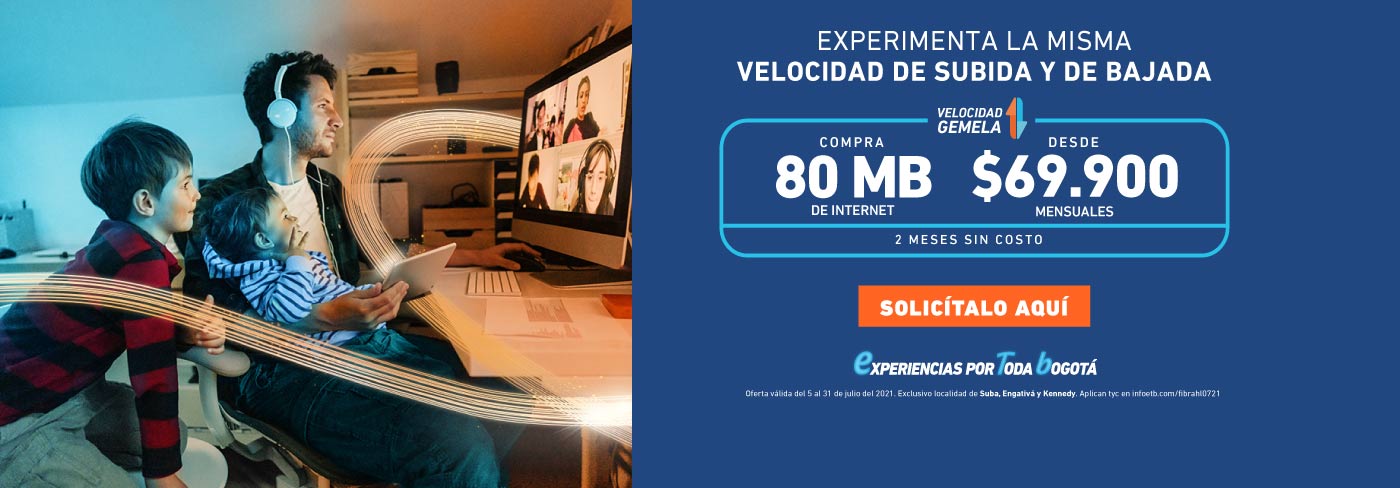 EXPERIMENTA LA MISMA
VELOCIDAD DE SUBIDA Y DE BAJADA
VELOCIDAD
GEMELA
COMPRA
80 MB
DE INTERNET
DESDE
$69.900
MENSUALES
2 MESES SIN COSTO
SOLICÍTALO AQUÍ
eXPERIENCIAS POR TODA bOGOTÁ
Oferta válida del 5 al 31 de julio del 2021. Exclusivo localidad de Suba, Engativá y Kennedy. Aplican tyc en infoetb.com/fibrahl0721